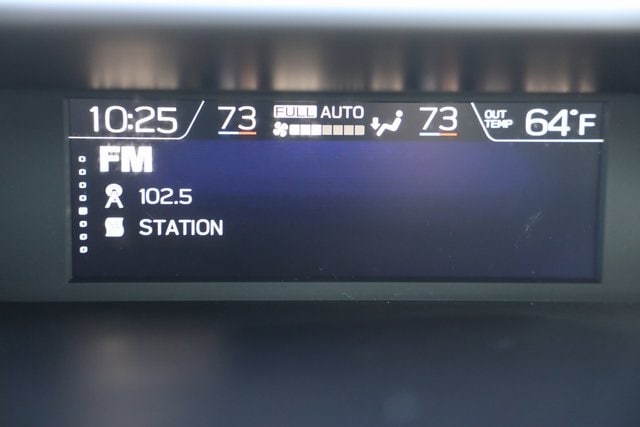 10:25 73 FULL AUTO 73 OUT TEMP 64°F
FM
102.5
STATION